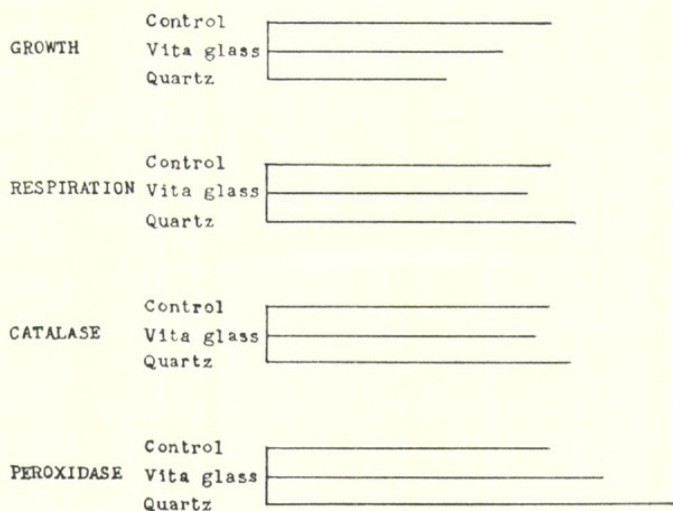 Control
GROWTH Vita glass
Quartz
Control
RESPIRATION Vita glass
Quartz
Control
CATALASE Vita glass
Quartz
Control
PEROXIDASE Vita glass
Quartz